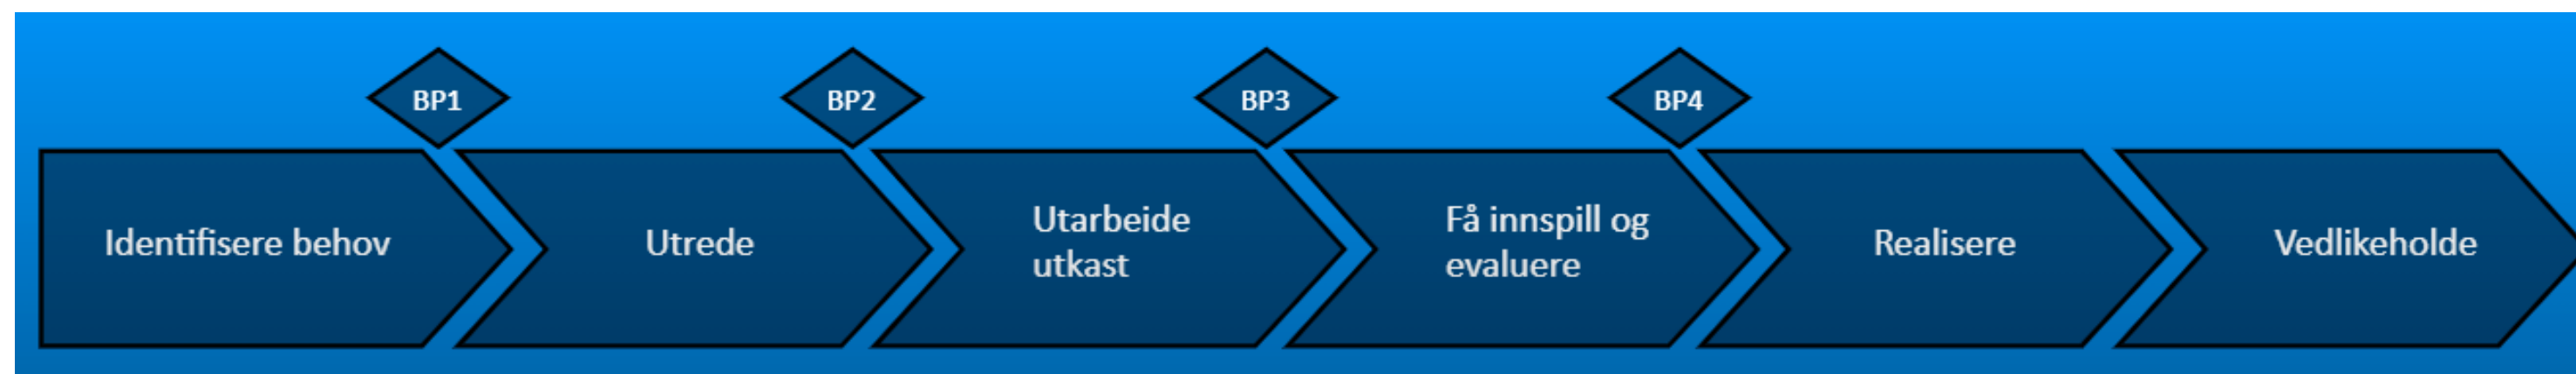 BP1
BP2
BP3
BP4
Identifisere behov
Utrede
Utarbeide
utkast
Få innspill og
evaluere
Realisere
Vedlikeholde